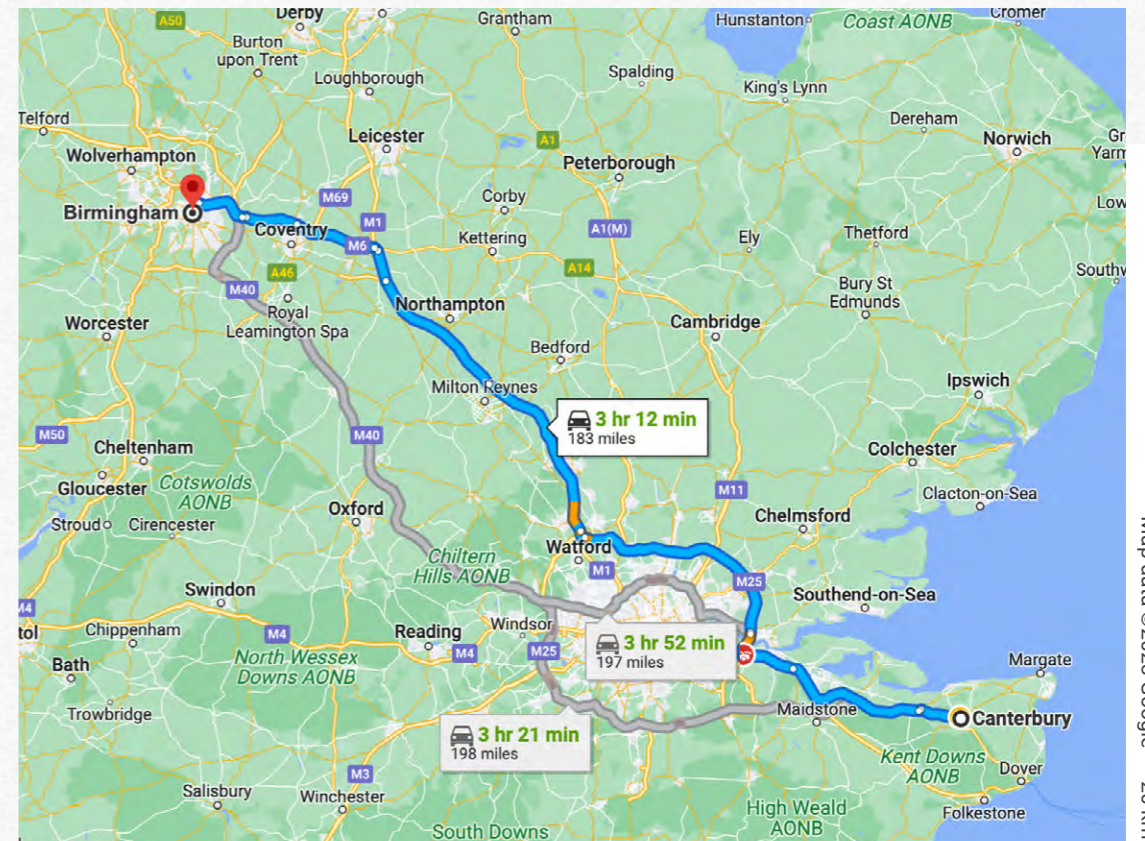 Derby
Grantham
Hunstanton
Coast AONB
Cromer
A50
Burton
upon Trent
Loughborough
Spalding
King's Lynn
Telford
Leicester
A1
Dereham
Norwich
Wolverhampton
Peterborough
Birmingham
M69
M1
Corby
Coventry
M6
Kettering
A1(M)
Ely
Thetford
A46
A14
M40
Northampton
Bury St
Edmunds
Worcester
Royal
Leamington Spa
Cambridge
Bedford
Milton Keynes
Ipswich
3 hr 12 min
183 miles
M50
M40
Cheltenham
Colchester
Gloucester
Cotswolds
AONB
M11
Clacton-on-Sea
Stroud
Cirencester
Oxford
Chelmsford
Chiltern
Hills AONB
Watford
M1
M25
Swindon
Southend-on-Sea
M4
Chippenham
M4
Reading
Windsor
M4
M25
3 hr 52 min
197 miles
Bath
North Wessex
Downs AONB
Margate
Trowbridge
Maidstone
Canterbury
3 hr 21 min
198 miles
Kent Downs
AONB
Dover
M3
Salisbury
Winchester
High Weald
AONB
Folkestone
South Downs